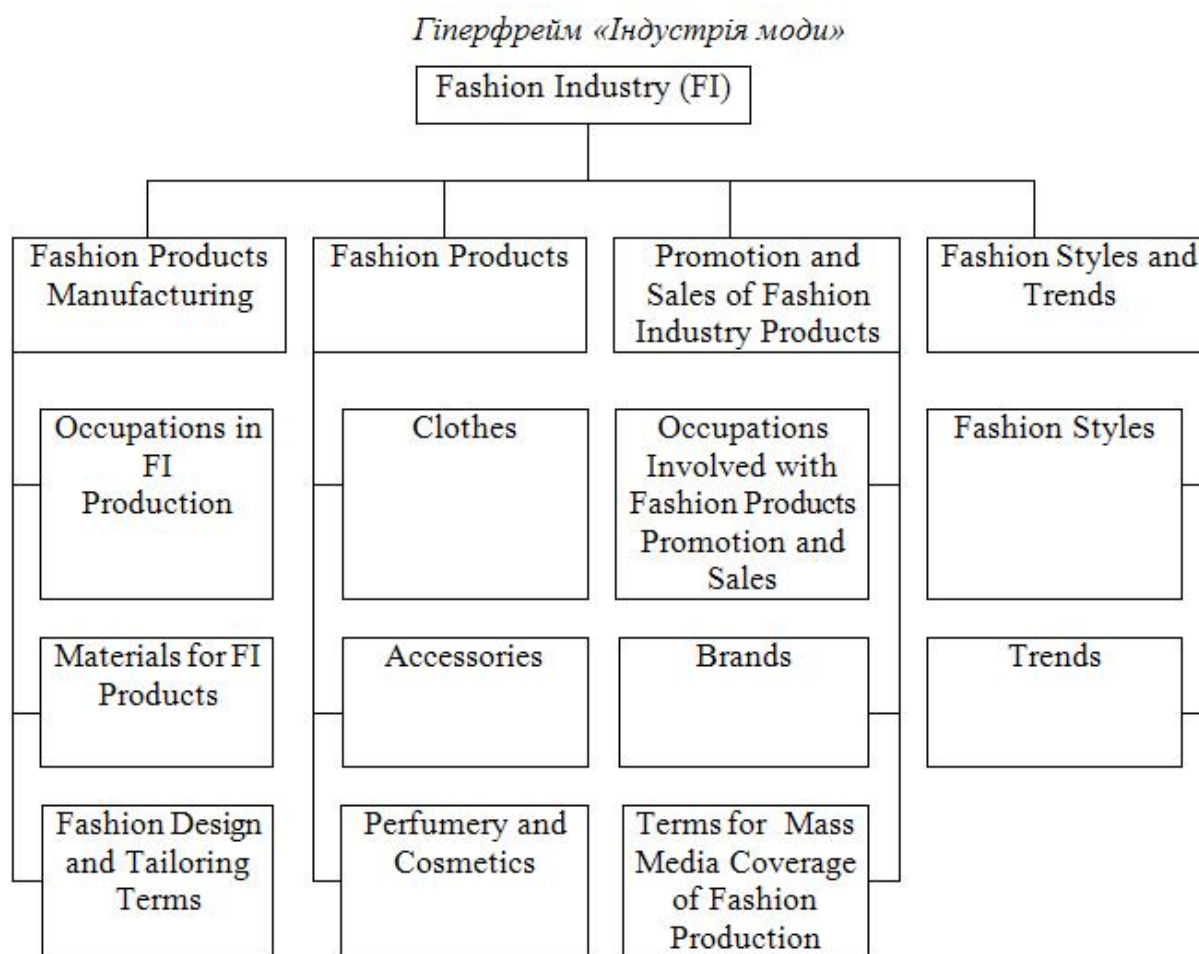 Гіперфрейм «Індустрія моди»
Fashion Industry (FI)
Fashion Products
Manufacturing
Fashion Products
Promotion and
Sales of Fashion
Industry Products
Fashion Styles and
Trends
Occupations in
FI
Production
Clothes
Occupations
Involved with
Fashion Products
Promotion and
Sales
Fashion Styles
Materials for FI
Products
Accessories
Brands
Trends
Fashion Design
and Tailoring
Terms
Perfumery and
Cosmetics
Terms for Mass
Media Coverage
of Fashion
Production